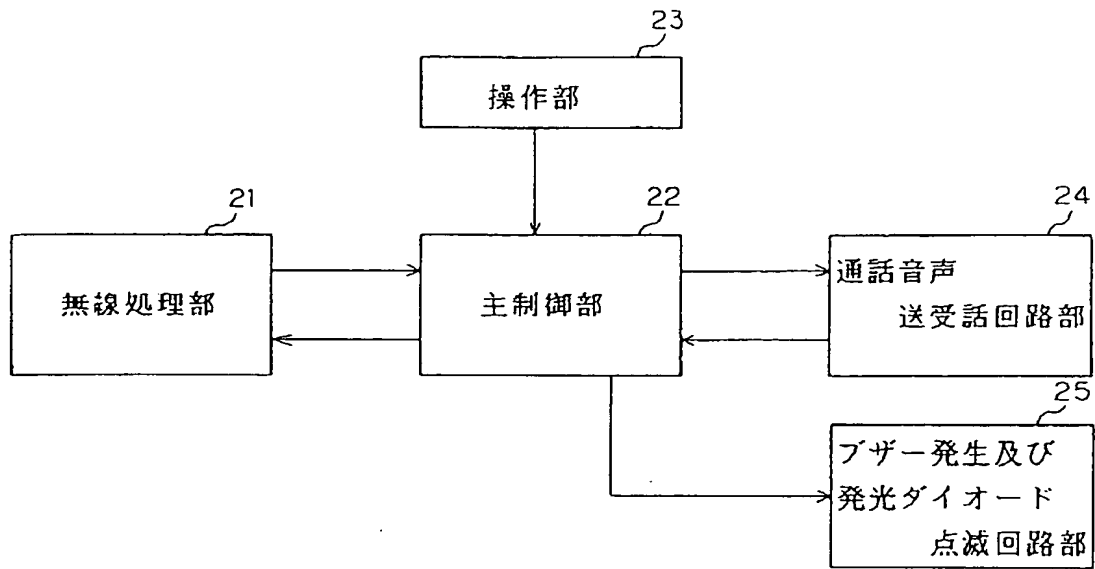 23
操作部
21
無線処理部
22
主制御部
24
通話音声
送受話回路部
25
ブザー発生及び
発光ダイオード
点滅回路部